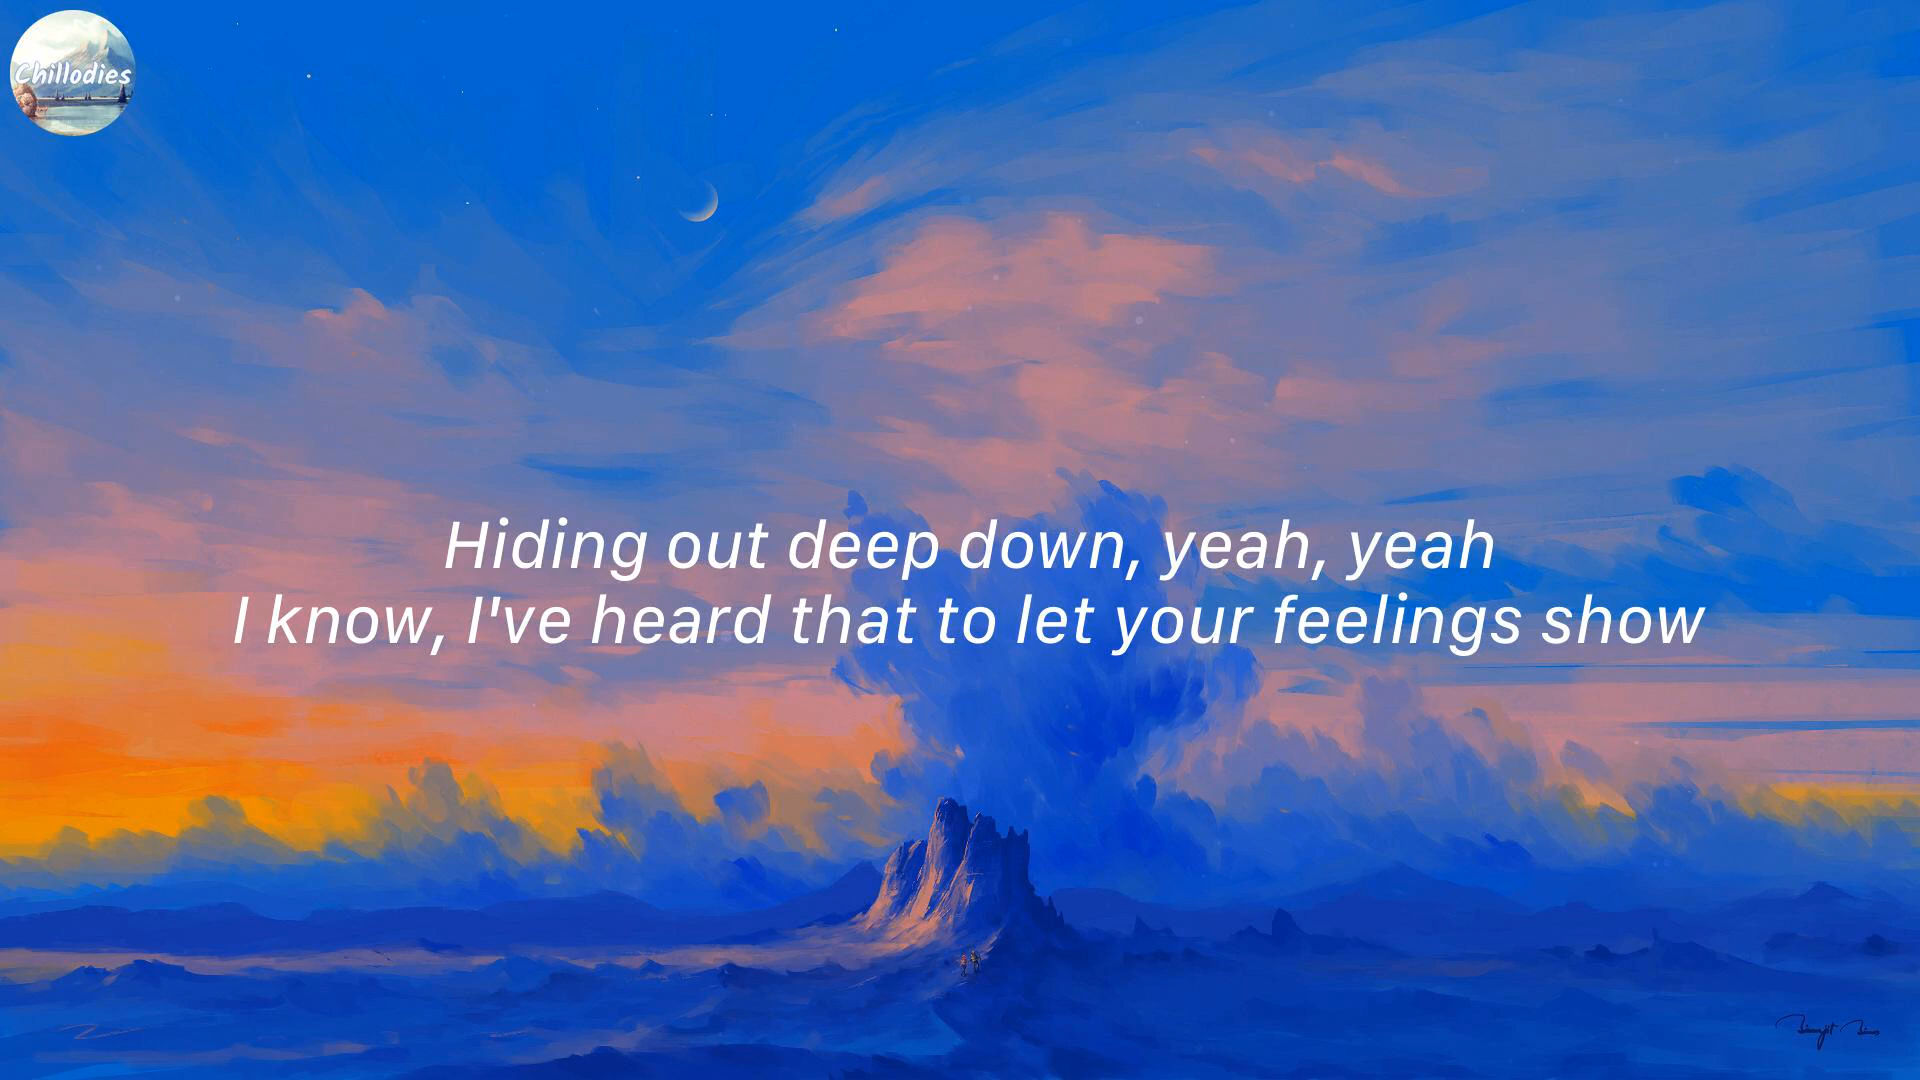 Chillodies
Hiding out deep down, yeah, yeah
I know, I've heard that to let your feelings show